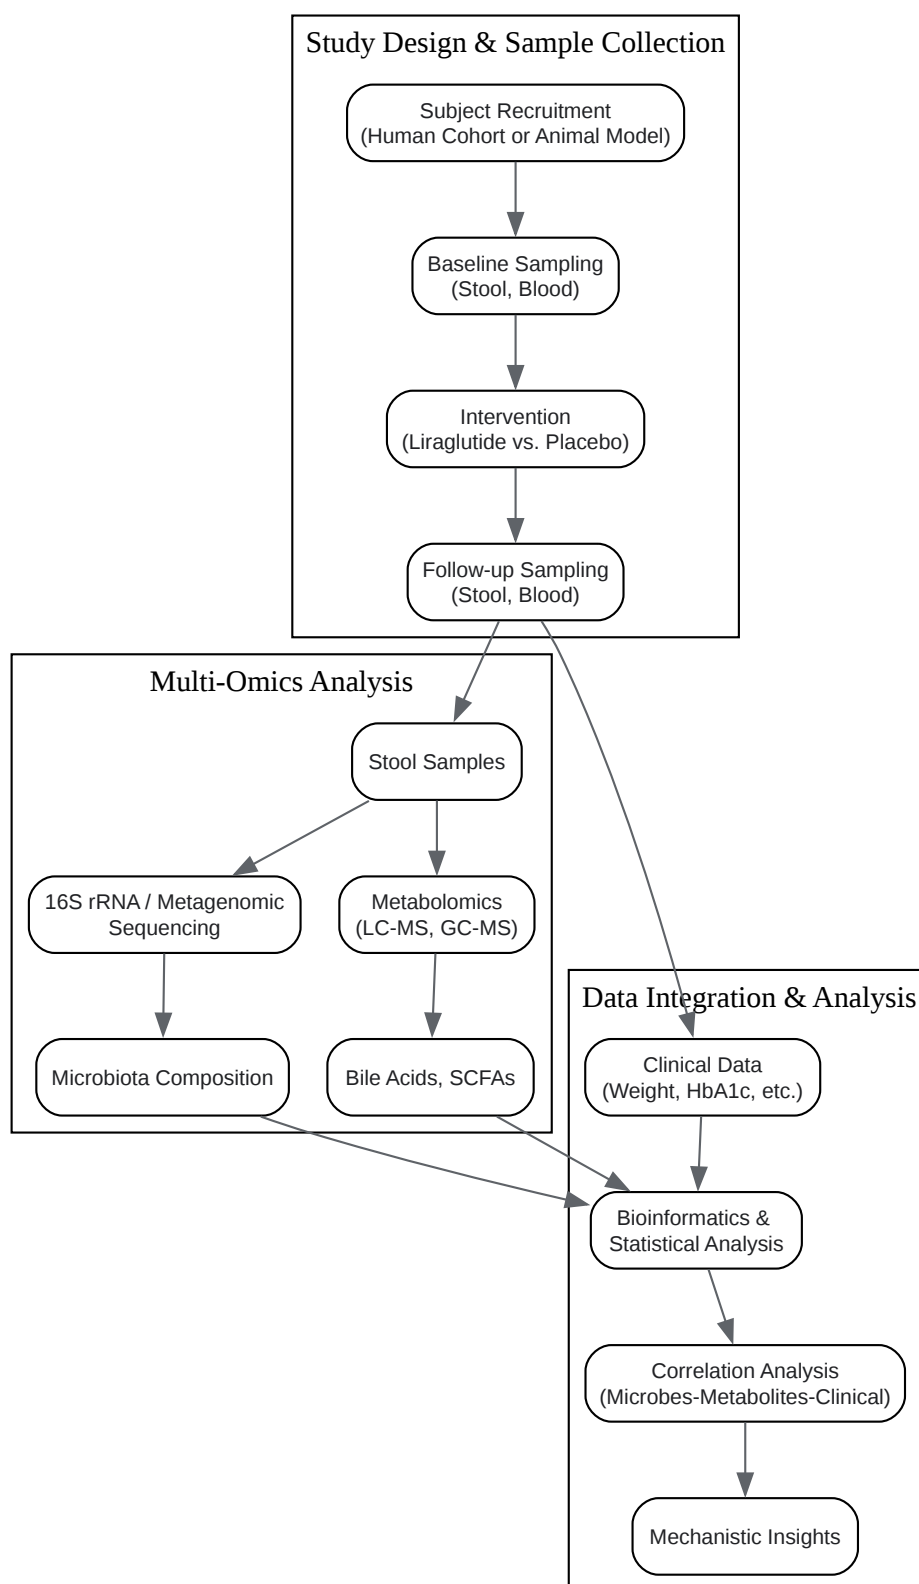 Study Design & Sample Collection
Subject Recruitment
(Human Cohort or Animal Model)
Baseline Sampling
(Stool, Blood)
Intervention
(Liraglutide vs. Placebo)
Follow-up Sampling
(Stool, Blood)
Multi-Omics Analysis
Stool Samples
16S rRNA / Metagenomic
Sequencing
Metabolomics
(LC-MS, GC-MS)
Microbiota Composition
Bile Acids, SCFAs
Data Integration & Analysis
Clinical Data
(Weight, HbA1c, etc.)
Bioinformatics &
Statistical Analysis
Correlation Analysis
(Microbes-Metabolites-Clinical)
Mechanistic Insights